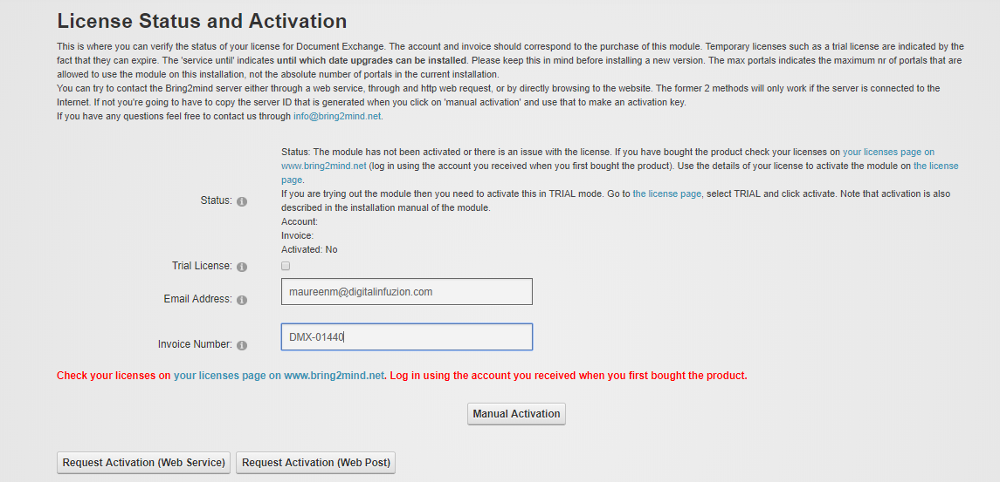 License Status and Activation
This is where you can verify the status of your license for Document Exchange. The account and invoice should correspond to the purchase of this module. Temporary licenses such as a trial license are indicated by the
fact that they can expire. The 'service until' indicates until which date upgrades can be installed. Please keep this in mind before installing a new version. The max portals indicates the maximum nr of portals that are
allowed to use the module on this installation, not the absolute number of portals in the current installation.
You can try to contact the Bring2mind server either through a web service, through and http web request, or by directly browsing to the website. The former 2 methods will only work if the server is connected to the
Internet. If not you're going to have to copy the server ID that is generated when you click on 'manual activation' and use that to make an activation key.
If you have any questions feel free to contact us through info@bring2mind.net.
Status: The module has not been activated or there is an issue with the license. If you have bought the product check your licenses on your licenses page on
www.bring2mind.net (log in using the account you received when you first bought the product). Use the details of your license to activate the module on the license
page.
If you are trying out the module then you need to activate this in TRIAL mode. Go to the license page, select TRIAL and click activate. Note that activation is also
Status:
described in the installation manual of the module.
Account:
Invoice:
Activated: No
Trial License:
Email Address: maureenm@digitalinfuzion.com
Invoice Number: DMX-01440
Check your licenses on your licenses page on www.bring2mind.net. Log in using the account you received when you first bought the product.
Manual Activation
Request Activation (Web Service) Request Activation (Web Post)